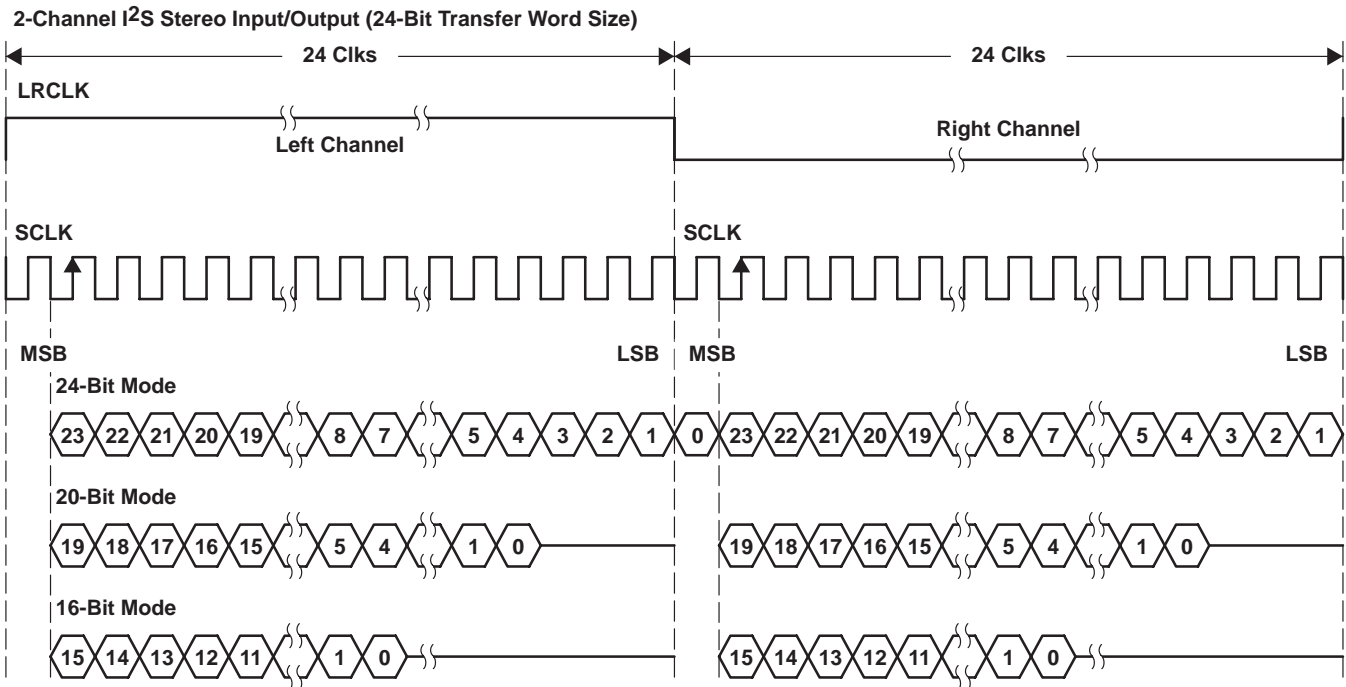 2-Channel I2S Stereo Input/Output (24-Bit Transfer Word Size)
24 Clks 24 Clks
LRCLK
Left Channel Right Channel
SCLK SCLK
MSB LSB MSB LSB
24-Bit Mode
23 22 21 20 19 8 7 5 4 3 2 1 0 23 22 21 20 19 8 7 5 4 3 2 1
20-Bit Mode
19 18 17 16 15 5 4 1 0 19 18 17 16 15 5 4 1 0
16-Bit Mode
15 14 13 12 11 1 0 15 14 13 12 11 1 0